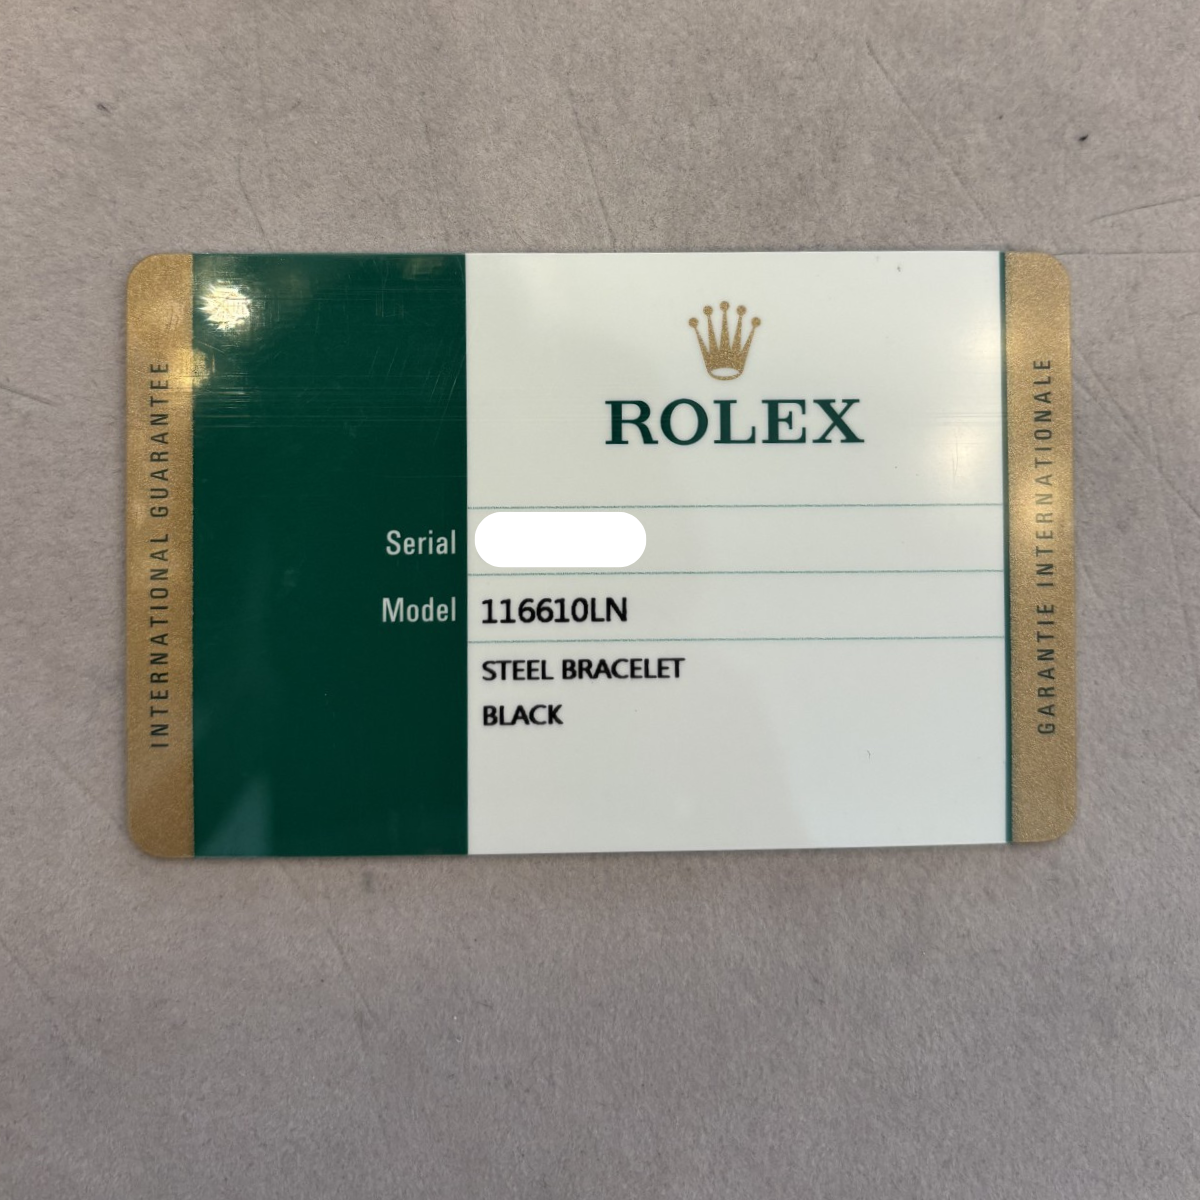 INTERNATIONAL GUARANTEE
ROLEX
Serial
Model 116610LN
STEEL BRACELET
BLACK
GARANTIE INTERNATIONALE